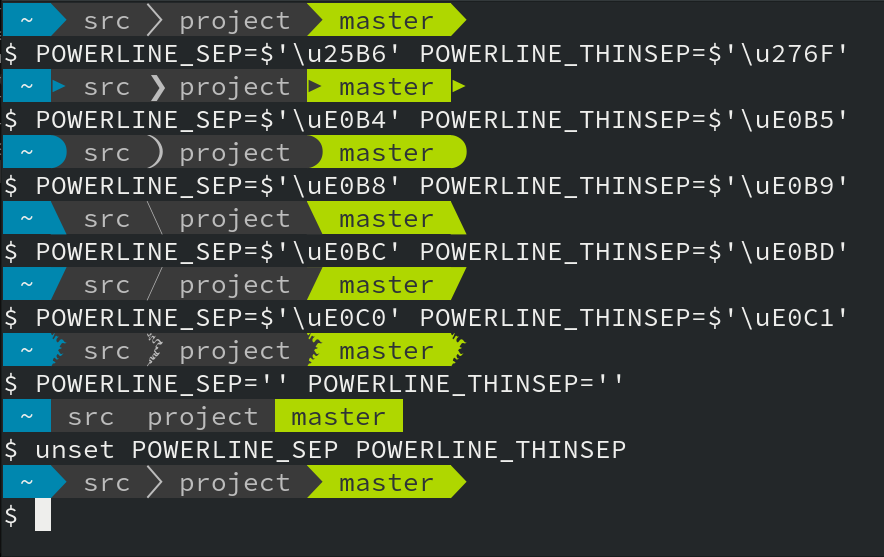 ~ src project master
$ POWERLINE_SEP=$'\u25B6' POWERLINE_THINSEP=$'\u276F'
~ ▶ src ❯ project ▶ master ▶
$ POWERLINE_SEP=$'\uE0B4' POWERLINE_THINSEP=$'\uE0B5'
~ src project master
$ POWERLINE_SEP=$'\uE0B8' POWERLINE_THINSEP=$'\uE0B9'
~ src project master
$ POWERLINE_SEP=$'\uE0BC' POWERLINE_THINSEP=$'\uE0BD'
~ src project master
$ POWERLINE_SEP=$'\uE0C0' POWERLINE_THINSEP=$'\uE0C1'
~ src project master
$ POWERLINE_SEP='' POWERLINE_THINSEP=''
~ src project master
$ unset POWERLINE_SEP POWERLINE_THINSEP
~ src project master
$